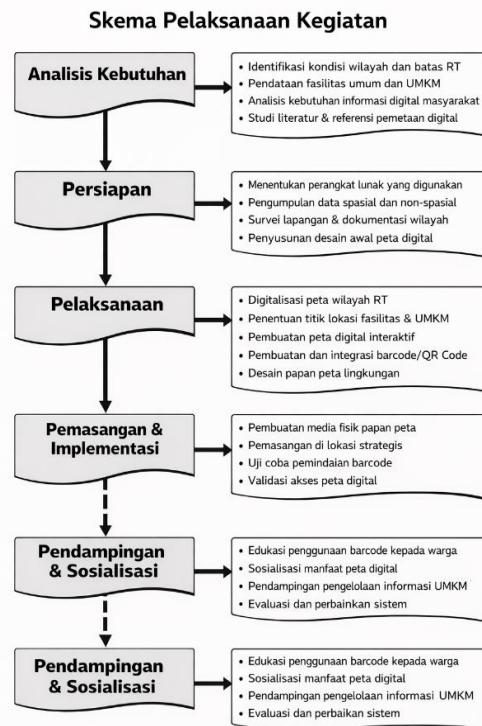 Skema Pelaksanaan Kegiatan
Analisis Kebutuhan
• Identifikasi kondisi wilayah dan batas RT
• Pendataan fasilitas umum dan UMKM
• Analisis kebutuhan informasi digital masyarakat
• Studi literatur & referensi pemetaan digital
Persiapan
• Menentukan perangkat lunak yang digunakan
• Pengumpulan data spasial dan non-spasial
• Survei lapangan & dokumentasi wilayah
• Penyusunan desain awal peta digital
Pelaksanaan
• Digitalisasi peta wilayah RT
• Penentuan titik lokasi fasilitas & UMKM
• Pembuatan peta digital interaktif
• Pembuatan dan integrasi barcode/QR Code
• Desain papan peta lingkungan
Pemasangan &
Implementasi
• Pembuatan media fisik papan peta
• Pemasangan di lokasi strategis
• Uji coba pemindaian barcode
• Validasi akses peta digital
Pendampingan
& Sosialisasi
• Edukasi penggunaan barcode kepada warga
• Sosialisasi manfaat peta digital
• Pendampingan pengelolaan informasi UMKM
• Evaluasi dan perbainkan sistem
Pendampingan
& Sosialisasi
• Edukasi penggunaan barcode kepada warga
• Sosialisasi manfaat peta digital
• Pendampingan pengelolaan informasi UMKM
• Evaluasi dan perbaikan sistem